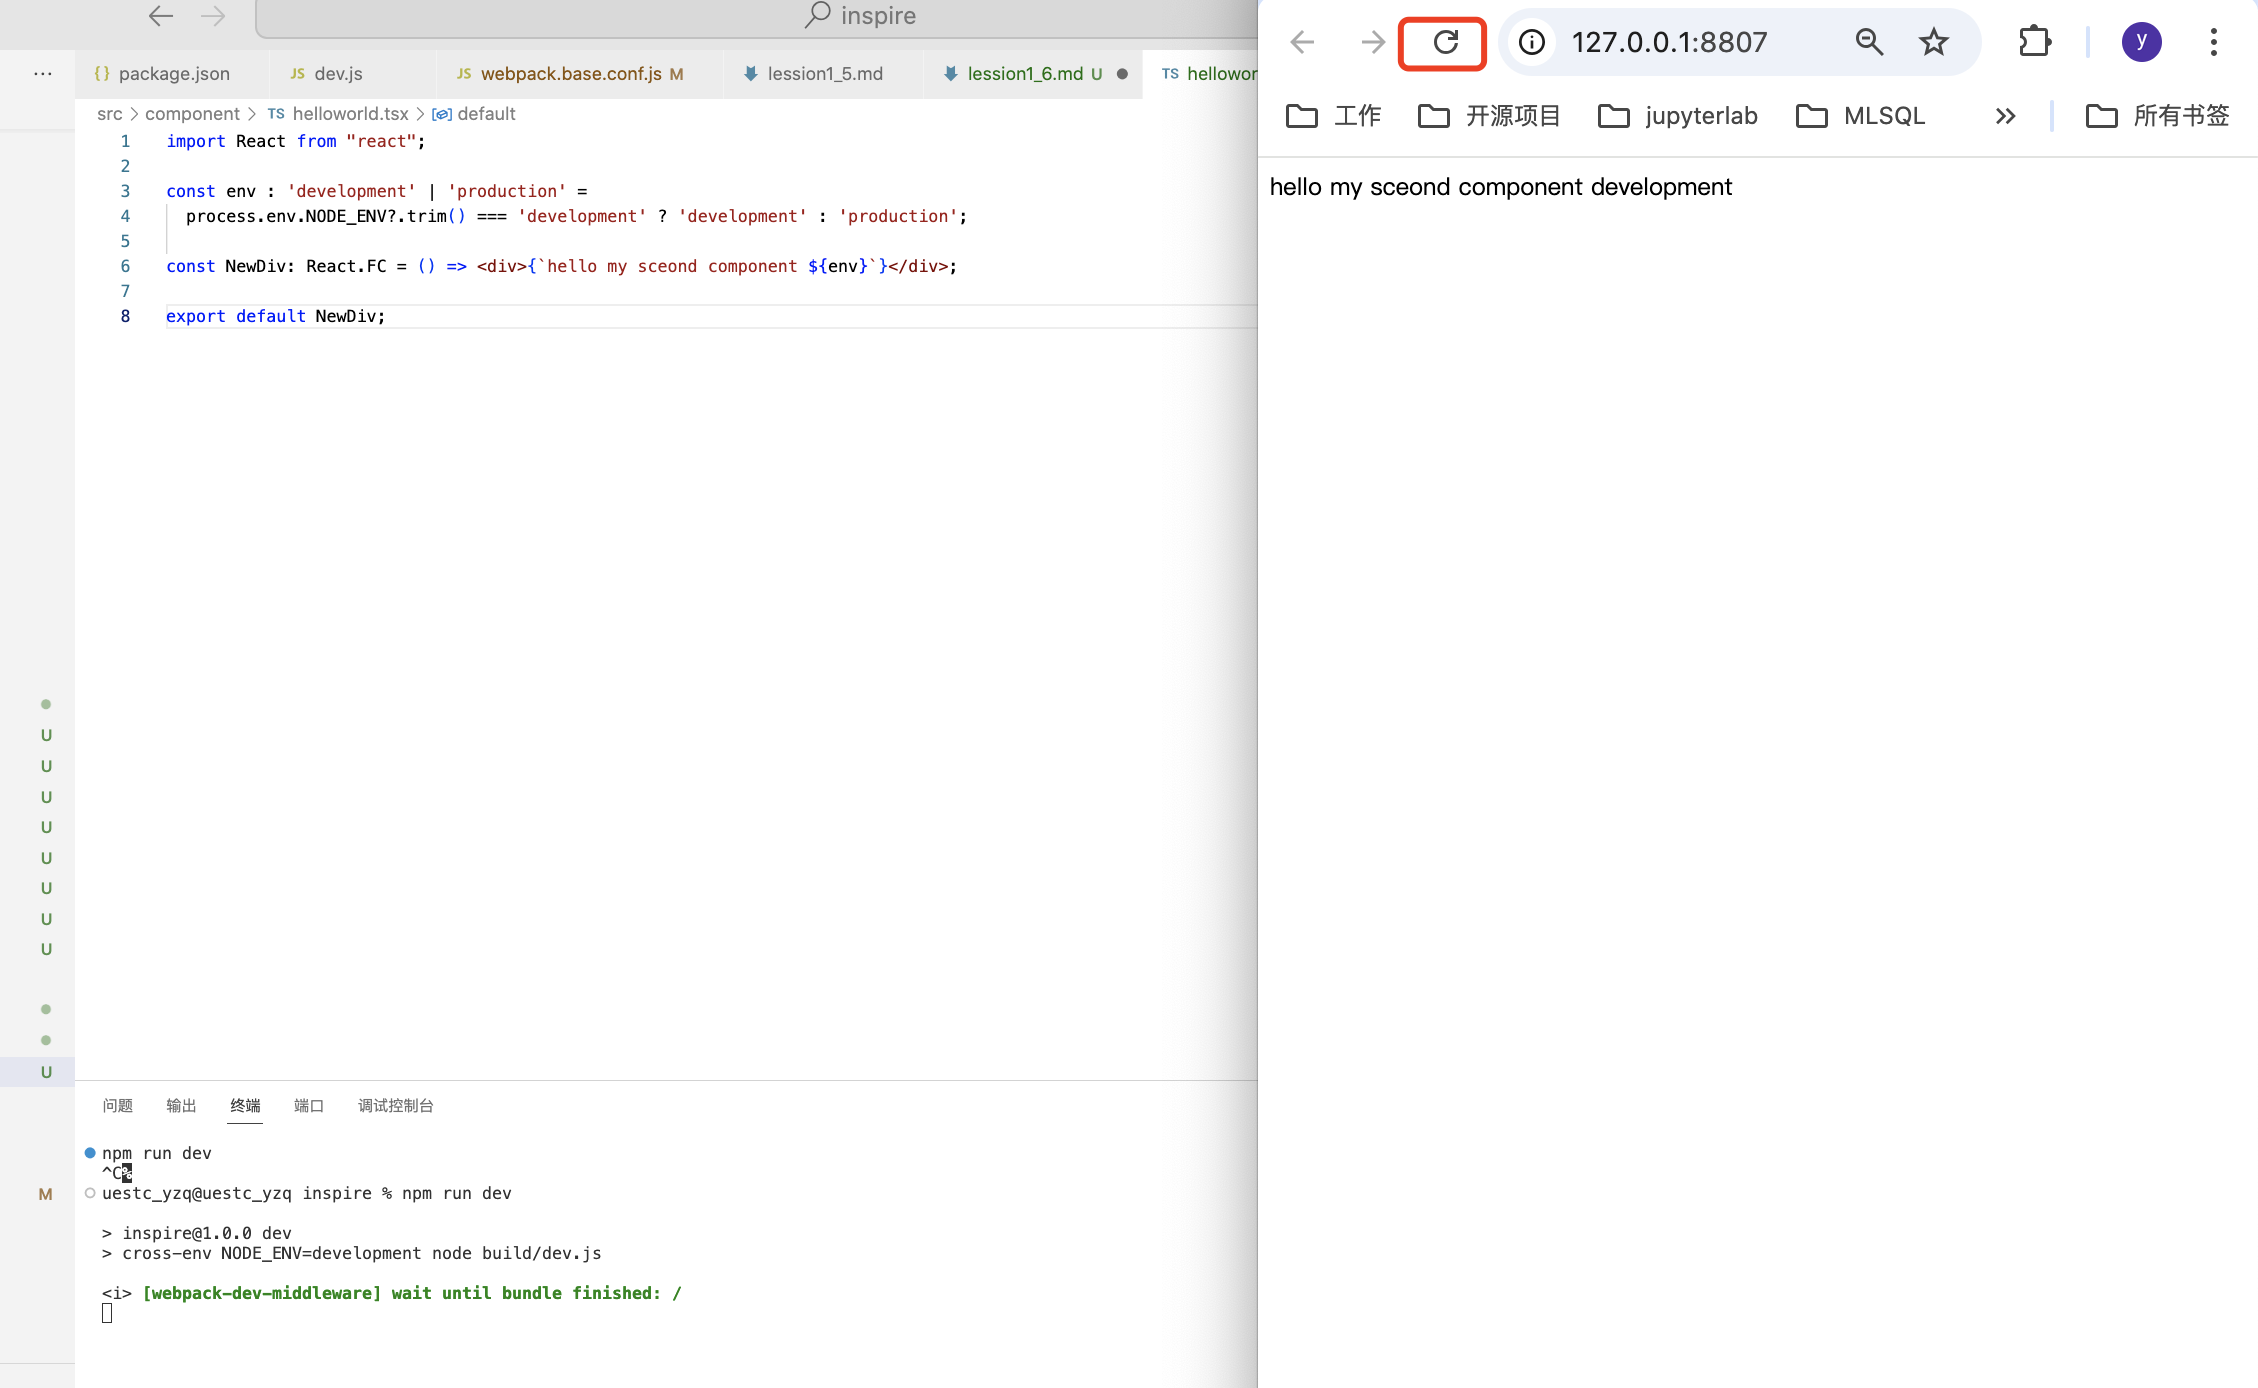 inspire
package.json
JS dev.js
JS webpack.base.conf.js M
lession1_5.md
lession1_6.md U
TS hellowor
src > component > TS helloworld.tsx > default
1 import React from "react";
2
3 const env : 'development' | 'production' =
4 process.env.NODE_ENV?.trim() === 'development' ? 'development' : 'production';
5
6 const NewDiv: React.FC = () => <div>{`hello my sceond component ${env}`}</div>;
7
8 export default NewDiv;
U
U
U
U
U
U
U
U
U
M
问题 输出 终端 端口 调试控制台
npm run dev
^C%
uestc_yzq@uestc_yzq inspire % npm run dev
> inspire@1.0.0 dev
> cross-env NODE_ENV=development node build/dev.js
<i> [webpack-dev-middleware] wait until bundle finished: /
127.0.0.1:8807
y
工作 开源项目 jupyterlab MLSQL » 所有书签
hello my sceond component development